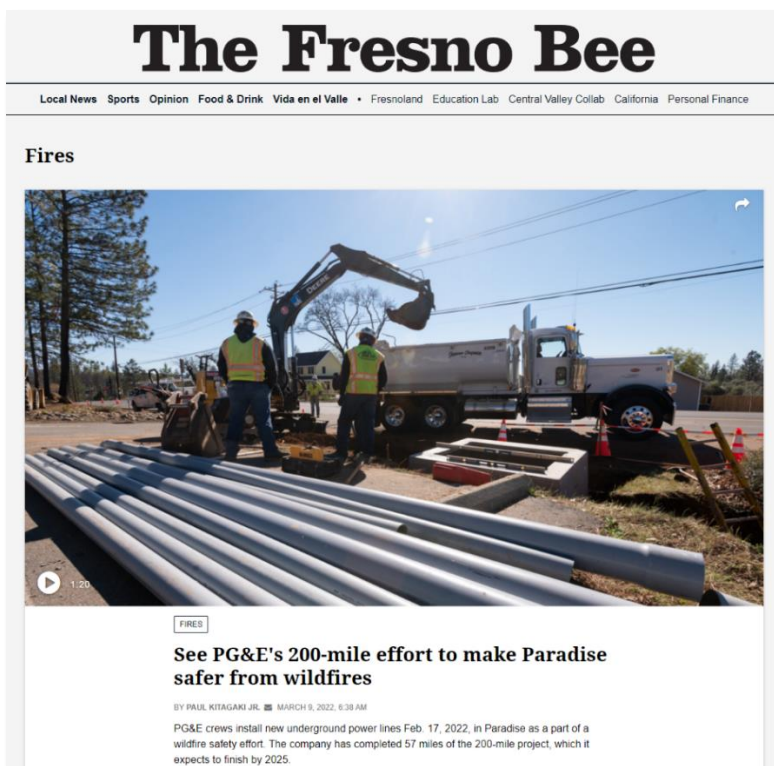 The Fresno Bee
Local News Sports Opinion Food & Drink Vida en el Valle • Fresnoland Education Lab Central Valley Collab California Personal Finance
Fires
DEERE
1:20
FIRES
See PG&E's 200-mile effort to make Paradise
safer from wildfires
BY PAUL KITAGAKI JR. MARCH 9, 2022, 6:38 AM
PG&E crews install new underground power lines Feb. 17, 2022, in Paradise as a part of a
wildfire safety effort. The company has completed 57 miles of the 200-mile project, which it
expects to finish by 2025.